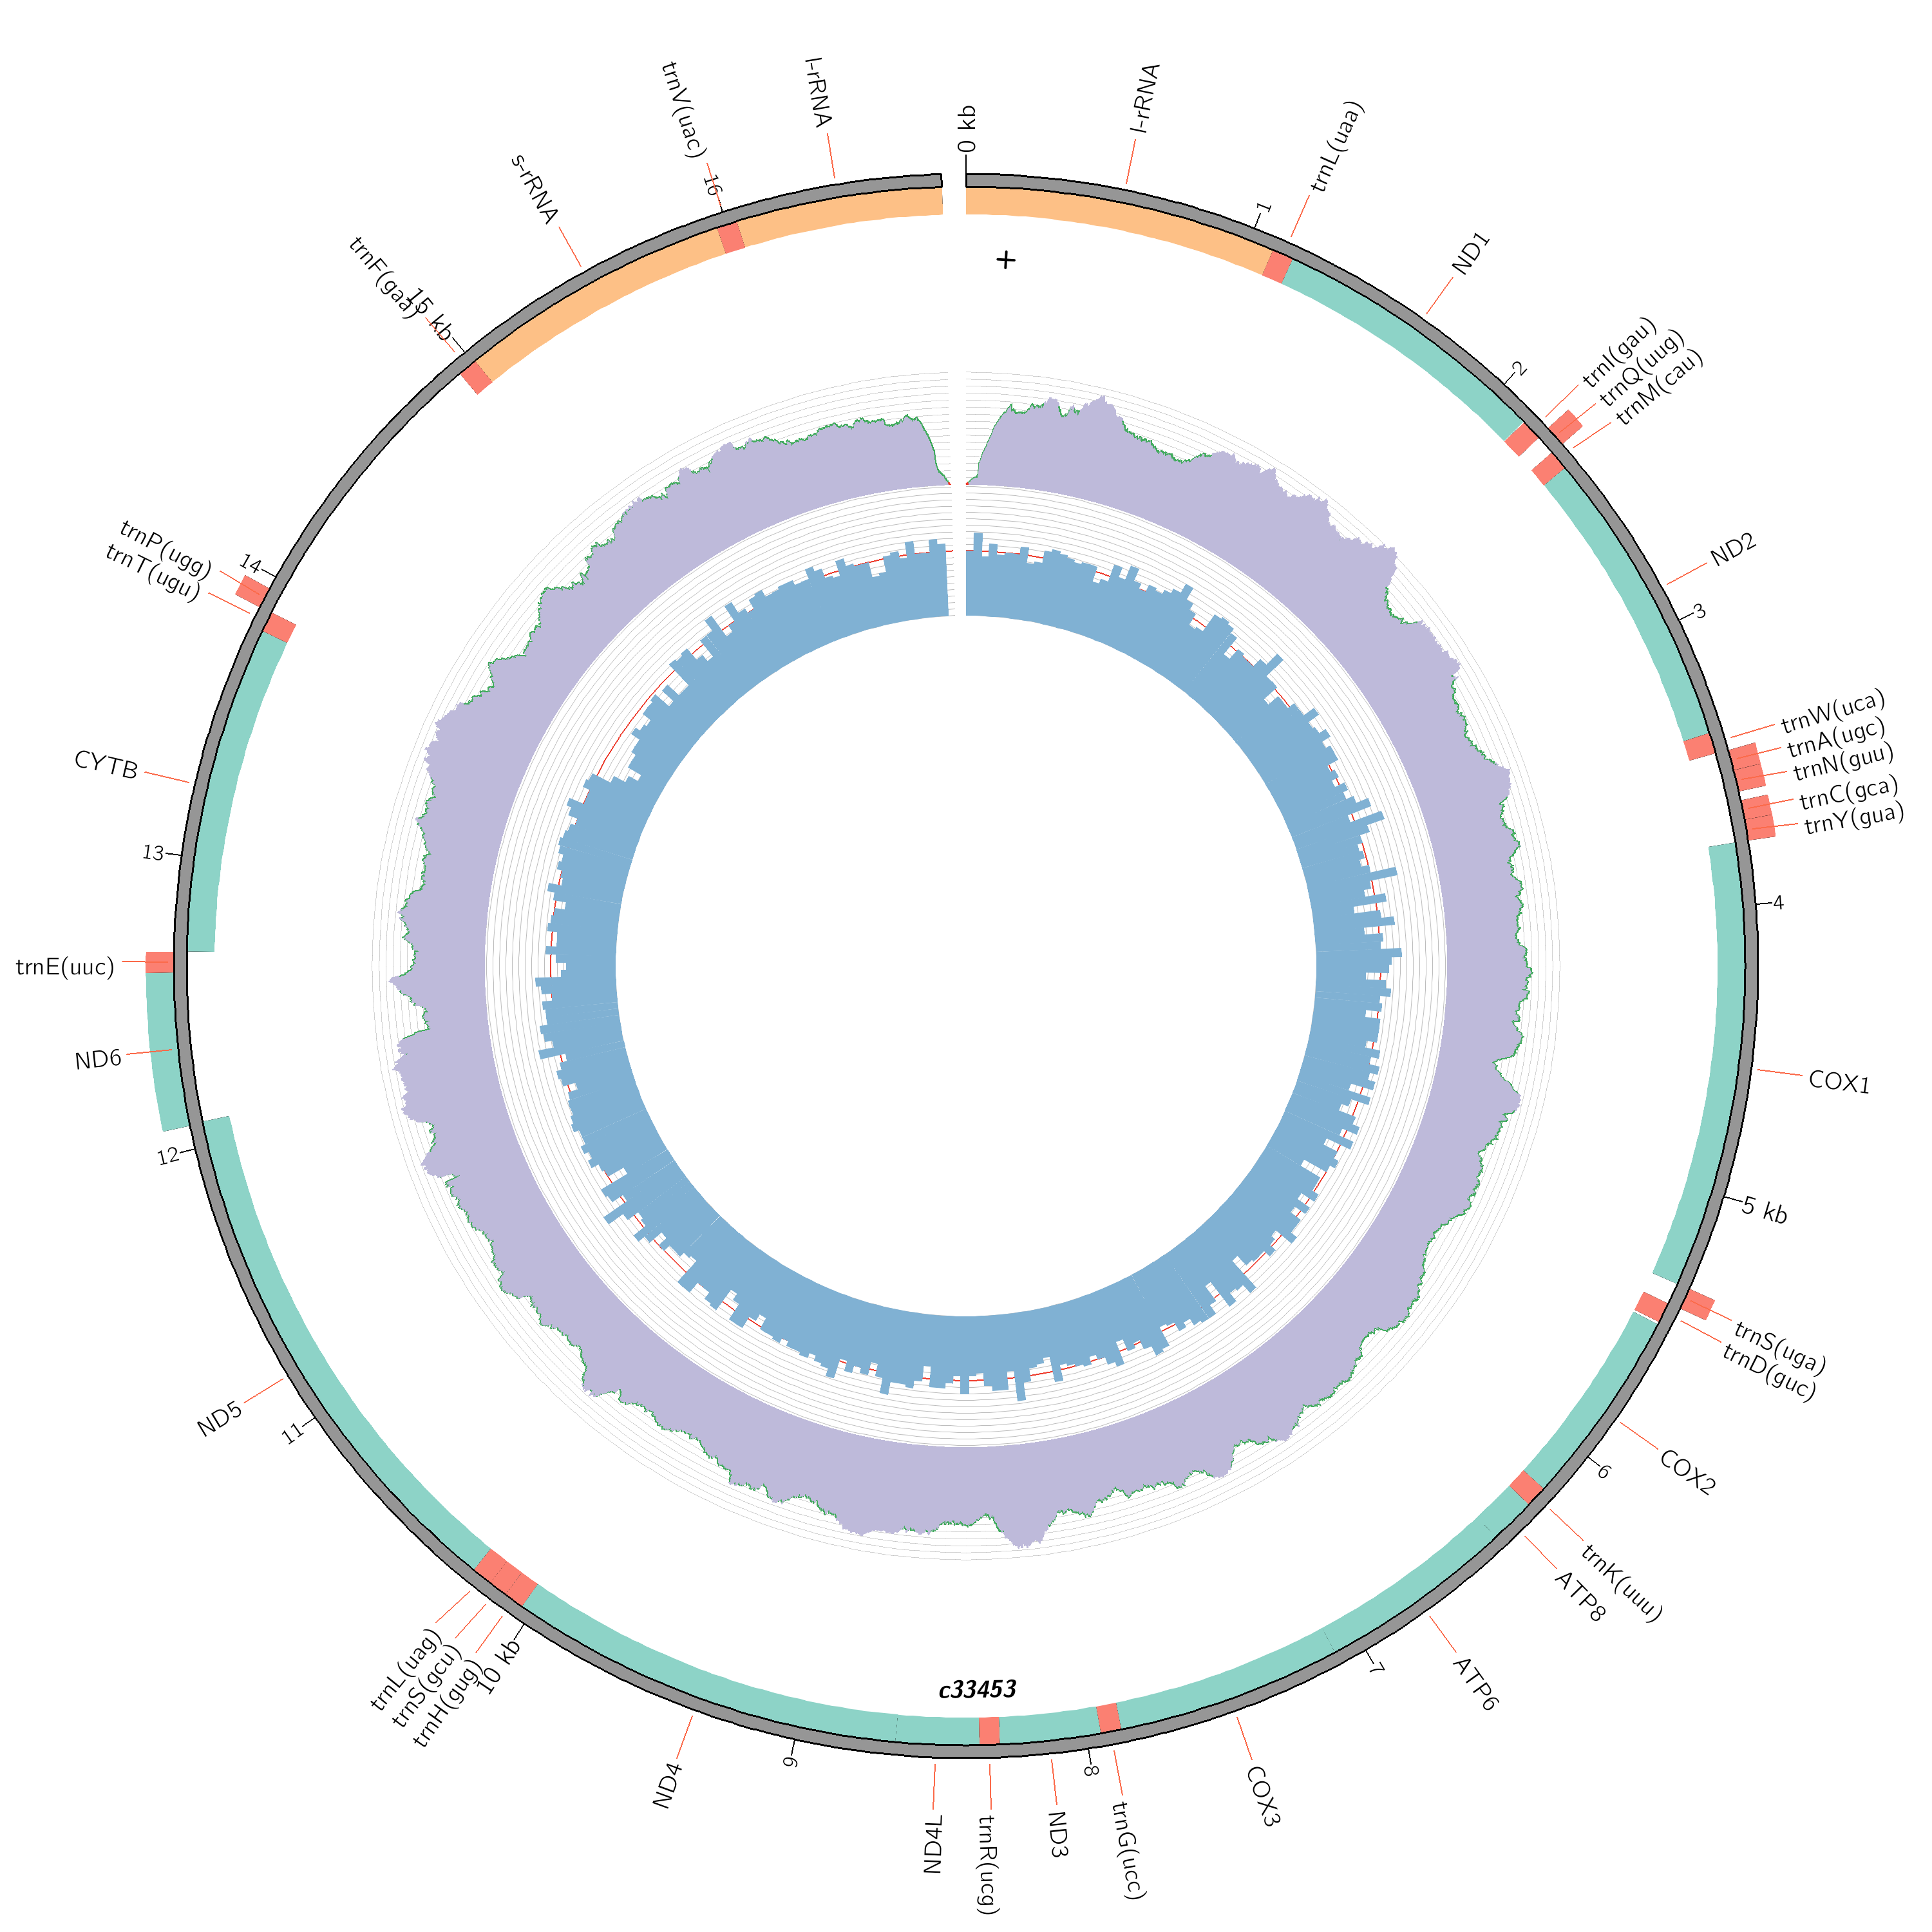 0 kb
l-rRNA
1
trnL(uaa)
ND1
2
trnI(gau)
trnQ(uug)
trnM(cau)
ND2
3
trnW(uca)
trnA(ugc)
trnN(guu)
trnC(gca)
trnY(gua)
4
COX1
5 kb
trnS(uga)
trnD(guc)
COX2
6
trnK(uuu)
ATP8
ATP6
7
COX3
trnG(ucc)
8
ND3
trnR(ucg)
ND4L
9
ND4
10 kb
trnH(gug)
trnS(gcu)
trnL(uag)
11
ND5
12
ND6
trnE(uuc)
13
CYTB
trnT(ugu)
trnP(ugg)
14
trnF(gaa)
15 kb
s-rRNA
16
trnV(uac)
l-rRNA
+
c33453